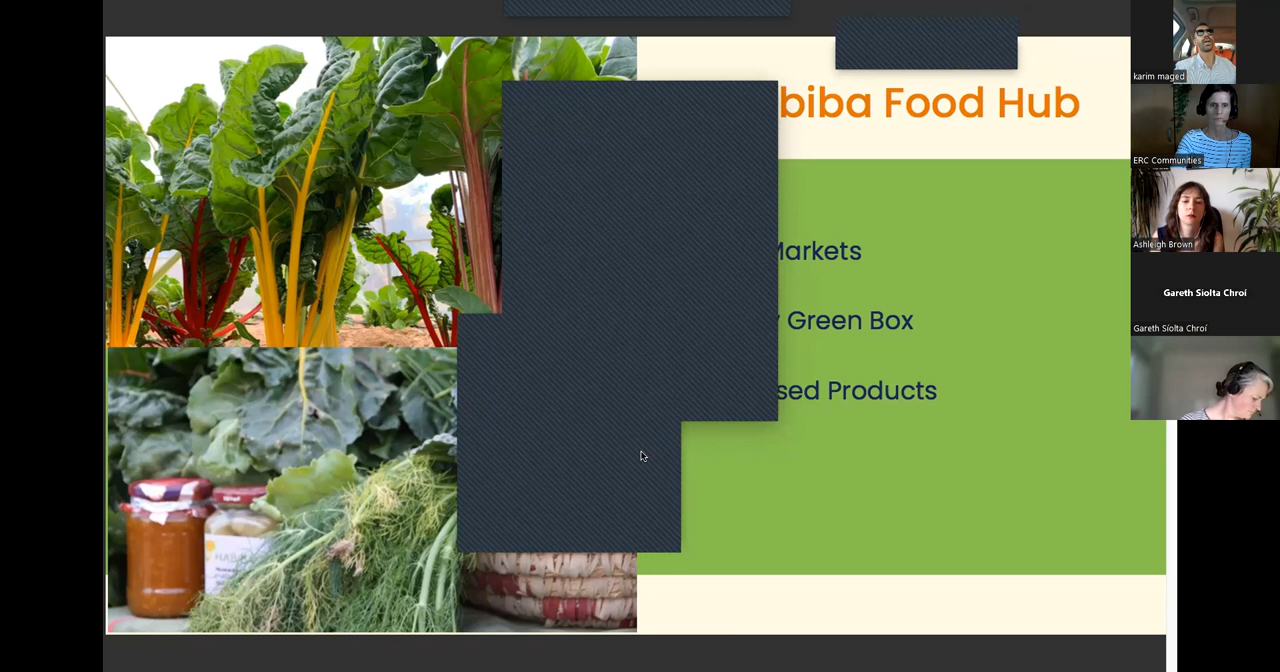 biba Food Hub
Markets
Green Box
sed Products
HABI
karim maged
ERC Communities
Ashleigh Brown
Gareth Síolta Chroí
Gareth Síolta Chroí